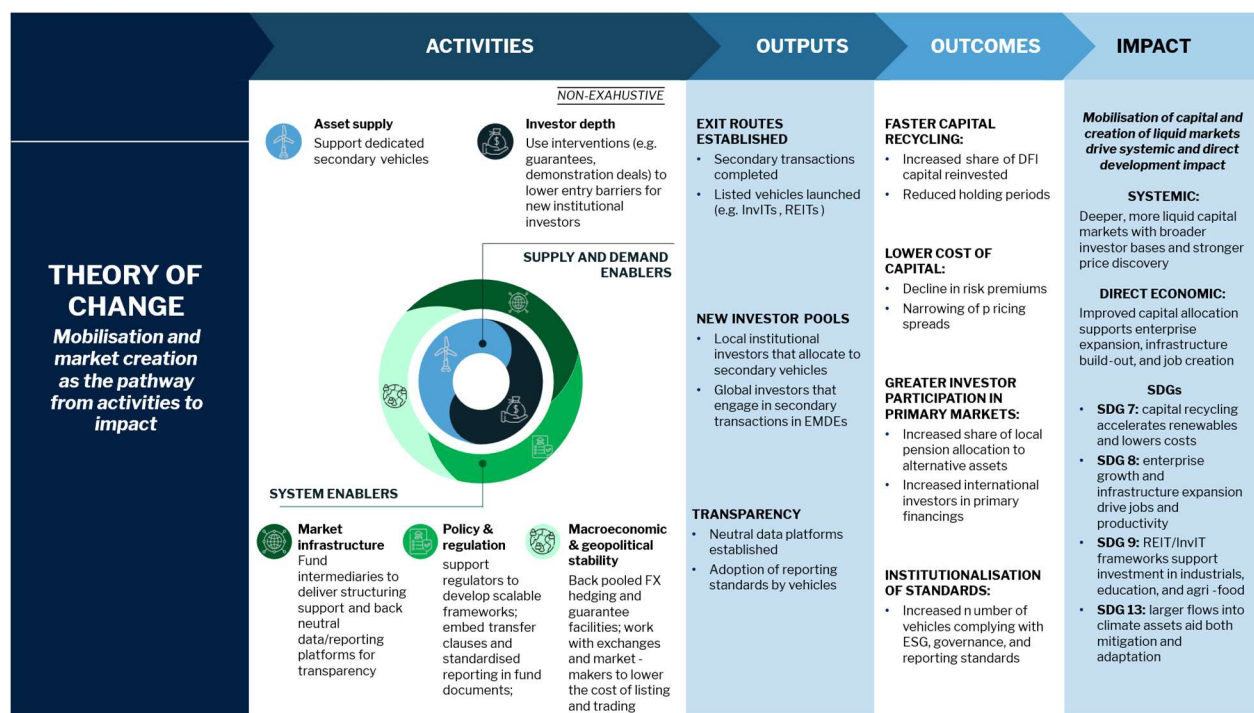 ACTIVITIES
OUTPUTS
OUTCOMES
IMPACT
THEORY OF
CHANGE
Mobilisation and
market creation
as the pathway
from activities to
impact
NON-EXAHUSTIVE
Asset supply
Support dedicated
secondary vehicles
Investor depth
Use interventions (e.g.
guarantees,
demonstration deals) to
lower entry barriers for
new institutional
investors
SUPPLY AND DEMAND
ENABLERS
SYSTEM ENABLERS
Market
infrastructure
Fund
intermediaries to
deliver structuring
support and back
neutral
data/reporting
platforms for
transparency
Policy &
regulation
support
regulators to
develop scalable
frameworks;
embed transfer
clauses and
standardised
reporting in fund
documents;
Macroeconomic
& geopolitical
stability
Back pooled FX
hedging and
guarantee
facilities; work
with exchanges
and market -
makers to lower
the cost of listing
and trading
EXIT ROUTES
ESTABLISHED
• Secondary transactions
completed
• Listed vehicles launched
(e.g. InvITs , REITs )
NEW INVESTOR POOLS
• Local institutional
investors that allocate to
secondary vehicles
• Global investors that
engage in secondary
transactions in EMDEs
TRANSPARENCY
• Neutral data platforms
established
• Adoption of reporting
standards by vehicles
FASTER CAPITAL
RECYCLING:
• Increased share of DFI
capital reinvested
• Reduced holding periods
LOWER COST OF
CAPITAL:
• Decline in risk premiums
• Narrowing of p ricing
spreads
GREATER INVESTOR
PARTICIPATION IN
PRIMARY MARKETS:
• Increased share of local
pension allocation to
alternative assets
• Increased international
investors in primary
financings
INSTITUTIONALISATION
OF STANDARDS:
• Increased n umber of
vehicles complying with
ESG, governance, and
reporting standards
Mobilisation of capital and
creation of liquid markets
drive systemic and direct
development impact
SYSTEMIC:
Deeper, more liquid capital
markets with broader
investor bases and stronger
price discovery
DIRECT ECONOMIC:
Improved capital allocation
supports enterprise
expansion, infrastructure
build -out, and job creation
SDGs
• SDG 7: capital recycling
accelerates renewables
and lowers costs
• SDG 8: enterprise
growth and
infrastructure expansion
drive jobs and
productivity
• SDG 9: REIT/InvIT
frameworks support
investment in industrials,
education, and agri -food
• SDG 13: larger flows into
climate assets aid both
mitigation and
adaptation